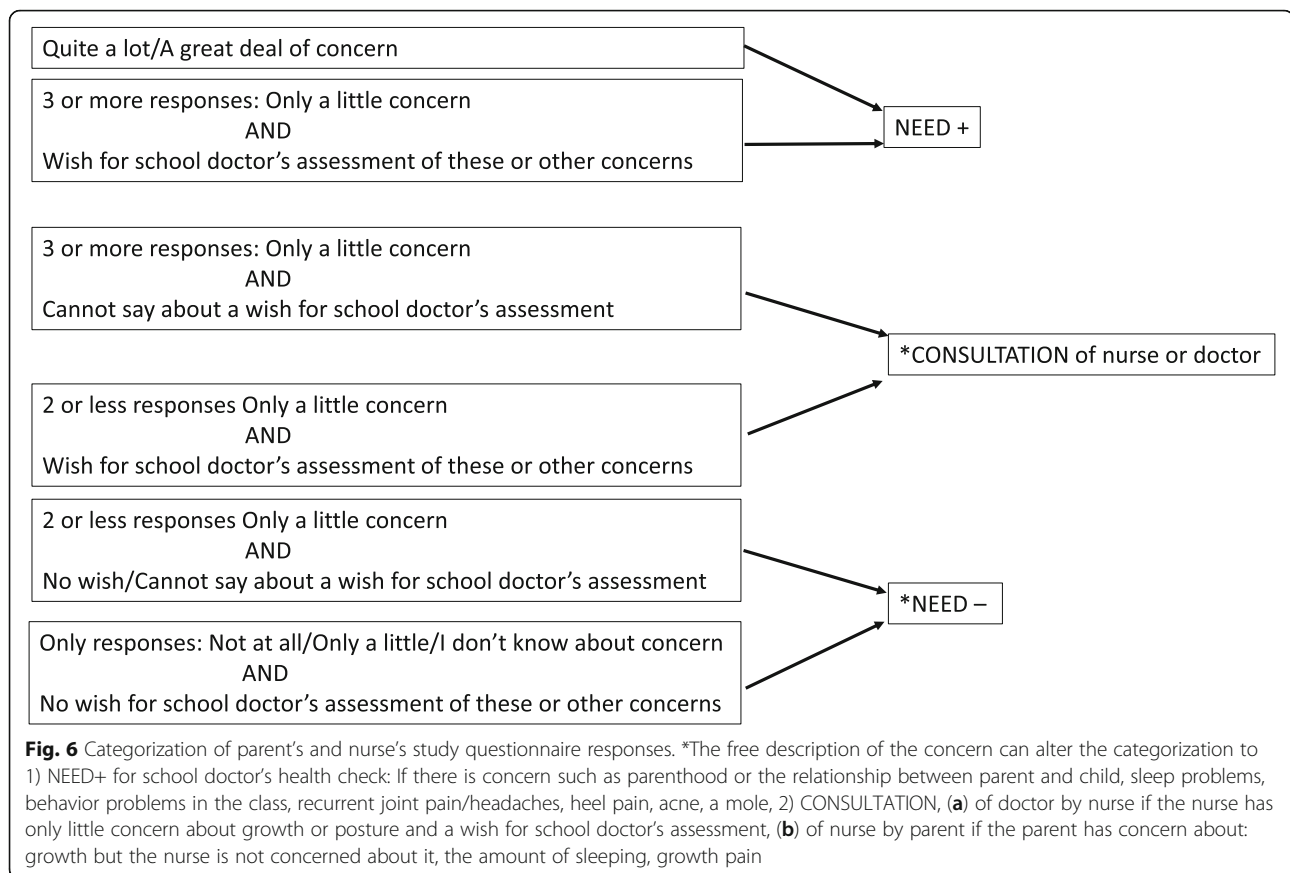 Quite a lot/A great deal of concern
3 or more responses: Only a little concern
AND
Wish for school doctor’s assessment of these or other concerns
NEED +
3 or more responses: Only a little concern
AND
Cannot say about a wish for school doctor’s assessment
*CONSULTATION of nurse or doctor
2 or less responses Only a little concern
AND
Wish for school doctor’s assessment of these or other concerns
2 or less responses Only a little concern
AND
No wish/Cannot say about a wish for school doctor’s assessment
*NEED –
Only responses: Not at all/Only a little/I don’t know about concern
AND
No wish for school doctor’s assessment of these or other concerns
Fig. 6 Categorization of parent’s and nurse’s study questionnaire responses. *The free description of the concern can alter the categorization to
1) NEED+ for school doctor’s health check: If there is concern such as parenthood or the relationship between parent and child, sleep problems,
behavior problems in the class, recurrent joint pain/headaches, heel pain, acne, a mole, 2) CONSULTATION, (a) of doctor by nurse if the nurse has
only little concern about growth or posture and a wish for school doctor’s assessment, (b) of nurse by parent if the parent has concern about:
growth but the nurse is not concerned about it, the amount of sleeping, growth pain